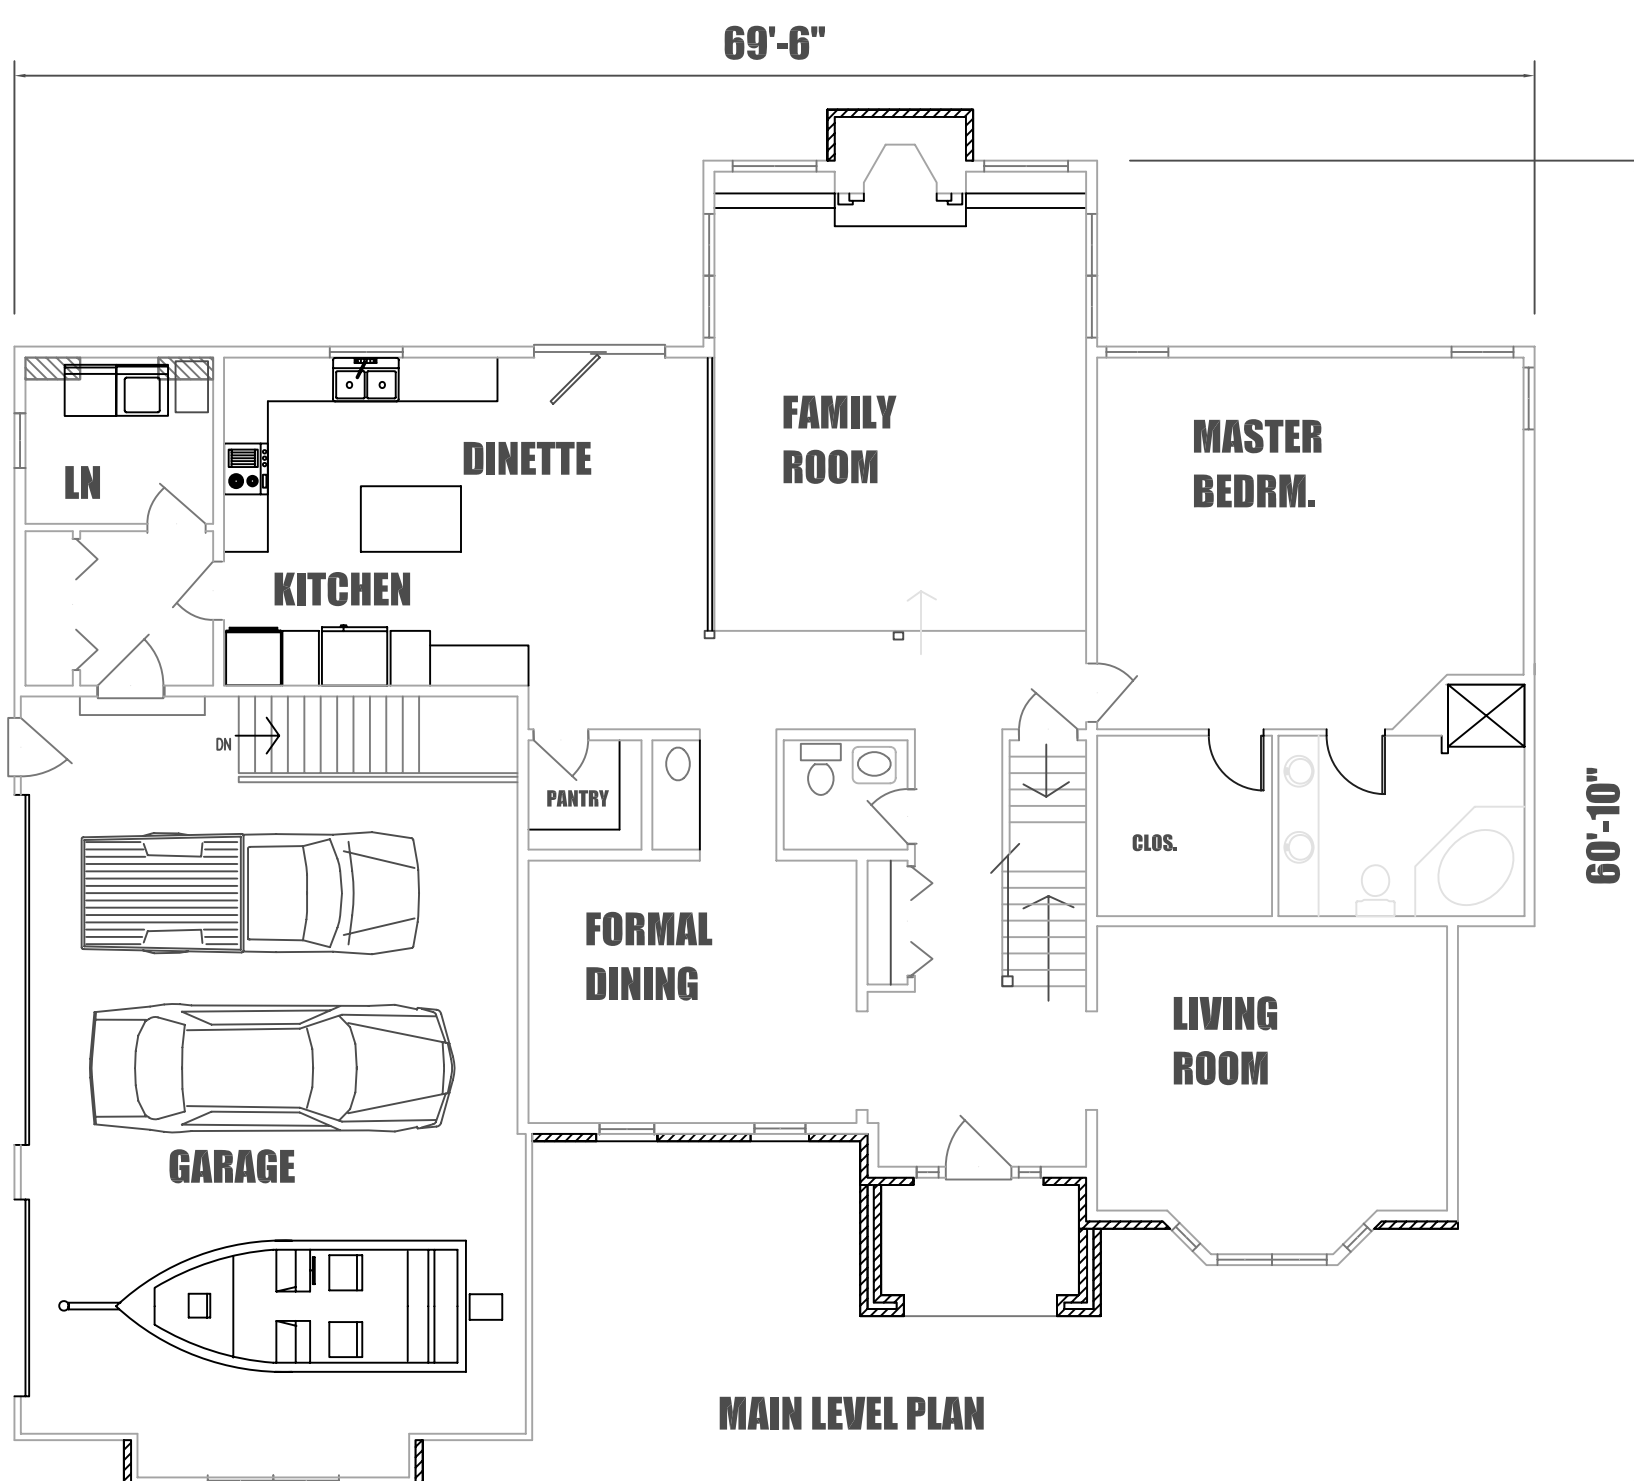 69'-6"
FAMILY
ROOM
MASTER
BEDRM.
DINETTE
LN
KITCHEN
DN
PANTRY
CLOS.
60'-10"
FORMAL
DINING
LIVING
ROOM
GARAGE
MAIN LEVEL PLAN